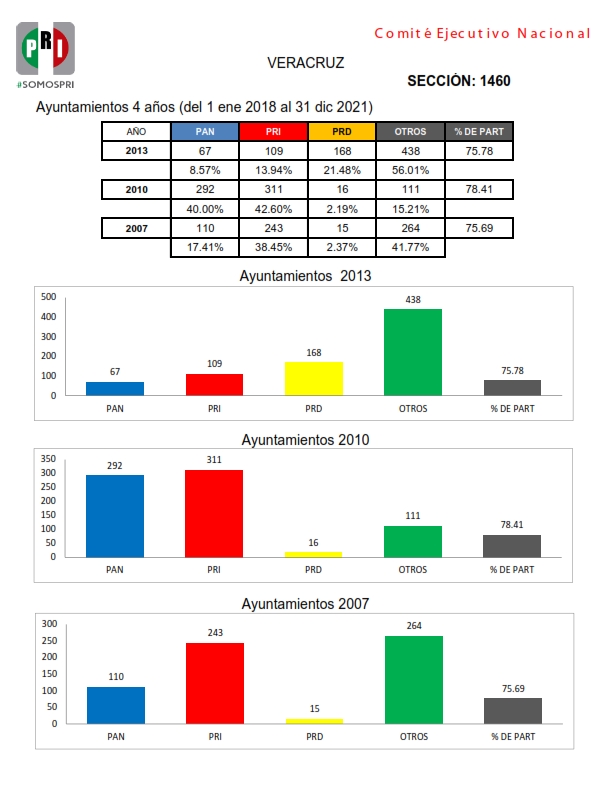 Comité Ejecutivo Nacional
PRI
#SOMOSPRI
VERACRUZ
SECCIÓN: 1460
Ayuntamientos 4 años (del 1 ene 2018 al 31 dic 2021)
AÑO PAN PRI PRD OTROS % DE PART
2013 67 109 168 438 75.78
8.57% 13.94% 21.48% 56.01%
2010 292 311 16 111 78.41
40.00% 42.60% 2.19% 15.21%
2007 110 243 15 264 75.69
17.41% 38.45% 2.37% 41.77%
Ayuntamientos 2013
500
400
300
200
100
0
67 109 168 438 75.78
PAN PRI PRD OTROS % DE PART
Ayuntamientos 2010
350
300
250
200
150
100
50
0
292 311 16 111 78.41
PAN PRI PRD OTROS % DE PART
Ayuntamientos 2007
300
250
200
150
100
50
0
110 243 15 264 75.69
PAN PRI PRD OTROS % DE PART